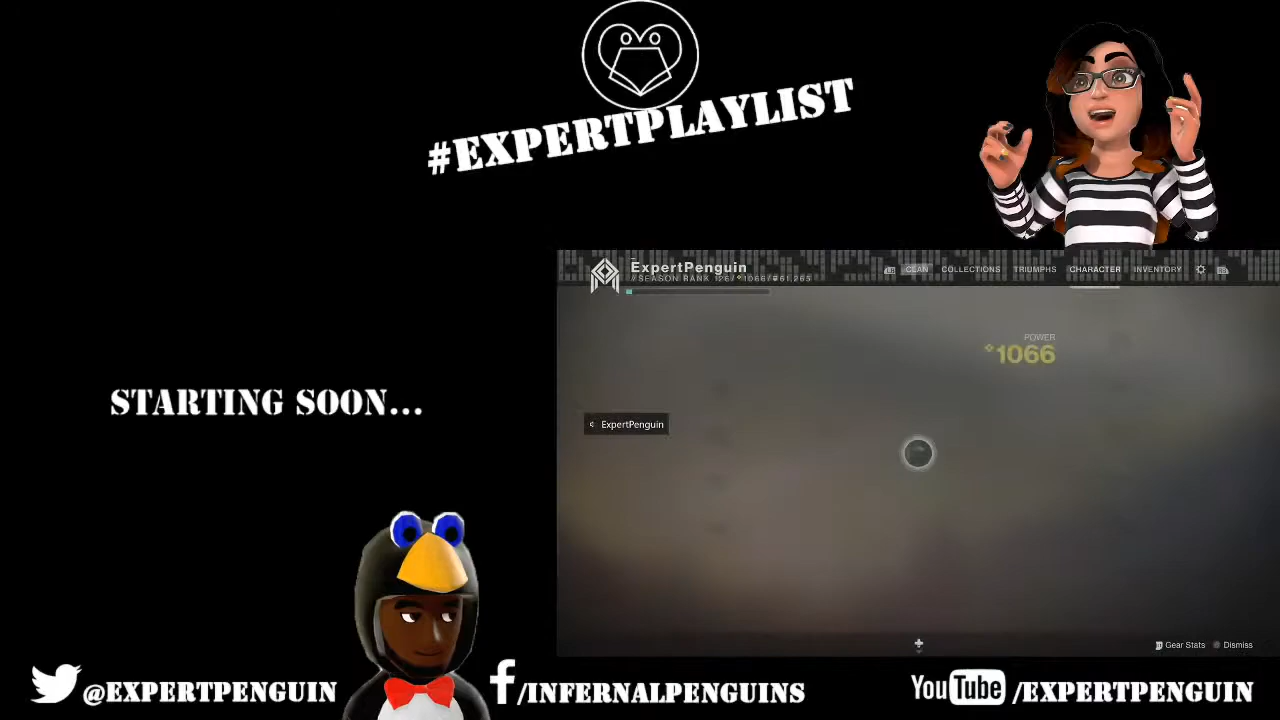 #EXPERTPLAYLIST
ExpertPenguin
CLAN COLLECTIONS TRIUMPHS CHARACTER INVENTORY
POWER
1066
STARTING SOON...
ExpertPenguin
Gear Stats Dismiss
@EXPERTPENGUIN
/INFERNALPENGUINS
YouTube /EXPERTPENGUIN